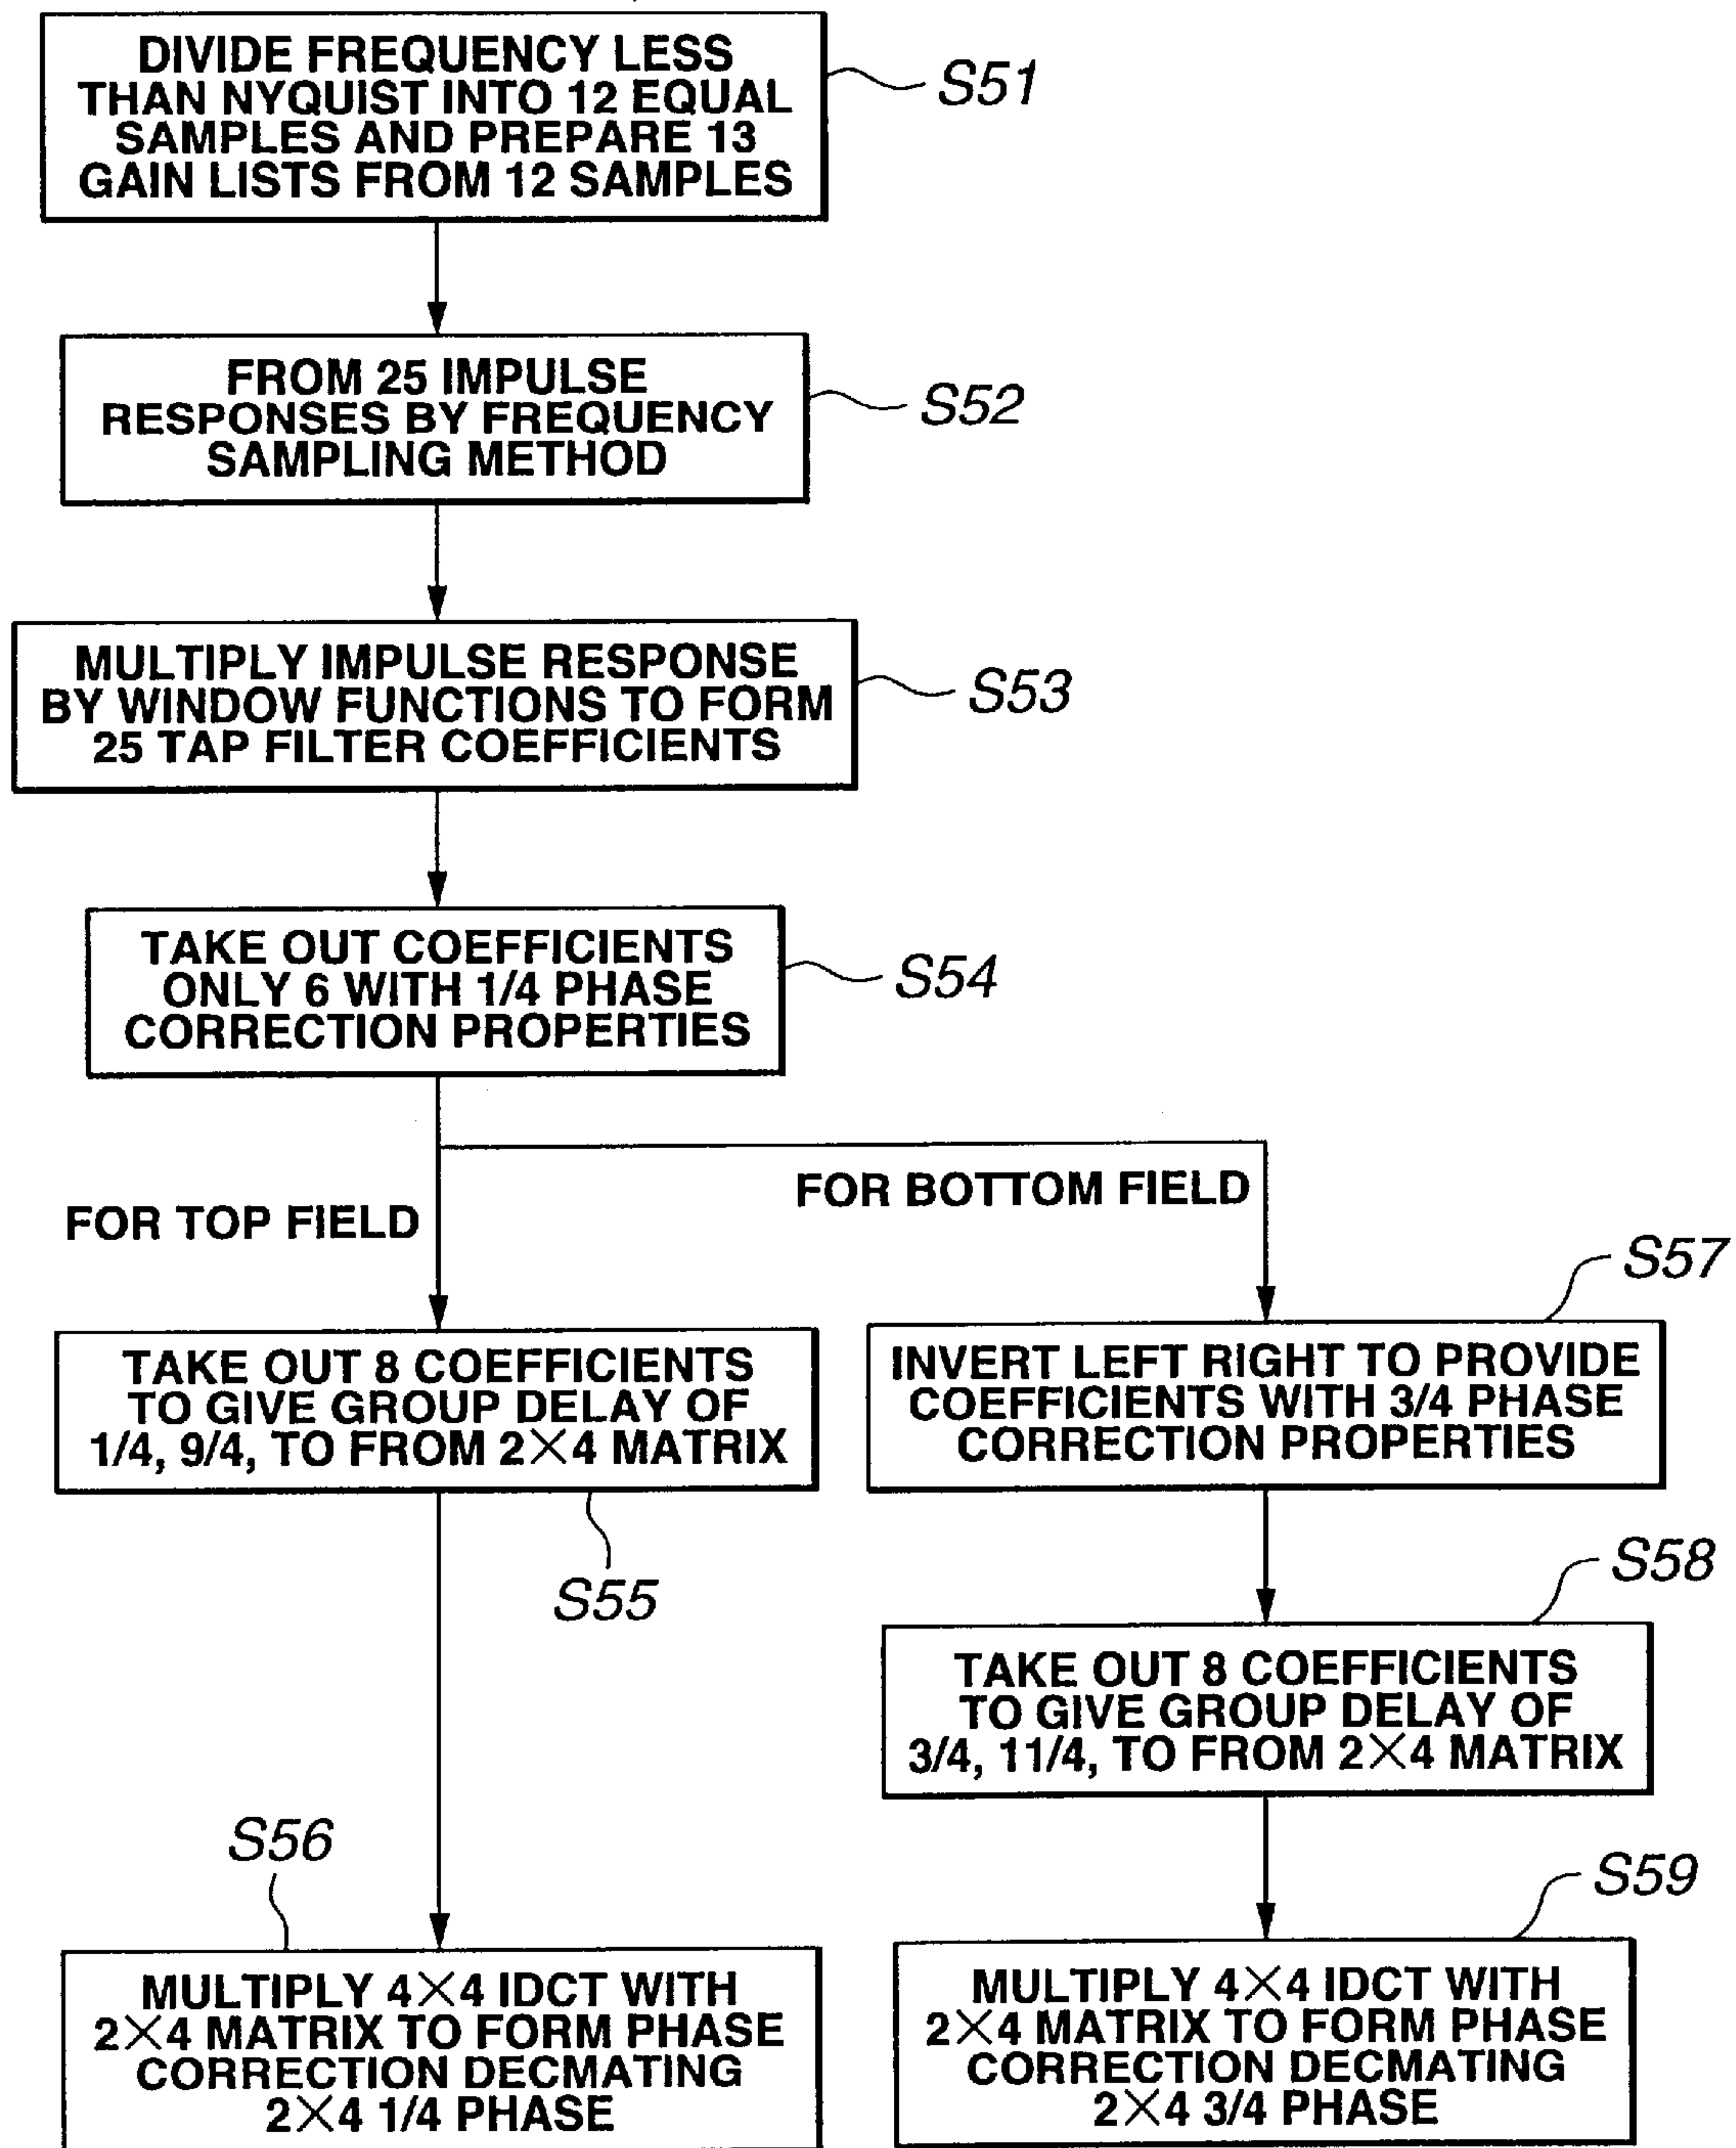 DIVIDE FREQUENCY LESS
THAN NYQUIST INTO 12 EQUAL
SAMPLES AND PREPARE 13
GAIN LISTS FROM 12 SAMPLES
S51
FROM 25 IMPULSE
RESPONSES BY FREQUENCY
SAMPLING METHOD
S52
MULTIPLY IMPULSE RESPONSE
BY WINDOW FUNCTIONS TO FORM
25 TAP FILTER COEFFICIENTS
S53
TAKE OUT COEFFICIENTS
ONLY 6 WITH 1/4 PHASE
CORRECTION PROPERTIES
S54
FOR TOP FIELD
FOR BOTTOM FIELD
TAKE OUT 8 COEFFICIENTS
TO GIVE GROUP DELAY OF
1/4, 9/4, TO FROM 2×4 MATRIX
S55
S57
INVERT LEFT RIGHT TO PROVIDE
COEFFICIENTS WITH 3/4 PHASE
CORRECTION PROPERTIES
S58
TAKE OUT 8 COEFFICIENTS
TO GIVE GROUP DELAY OF
3/4, 11/4, TO FROM 2×4 MATRIX
S56
MULTIPLY 4×4 IDCT WITH
2×4 MATRIX TO FORM PHASE
CORRECTION DECMATING
2×4 1/4 PHASE
S59
MULTIPLY 4×4 IDCT WITH
2×4 MATRIX TO FORM PHASE
CORRECTION DECMATING
2×4 3/4 PHASE